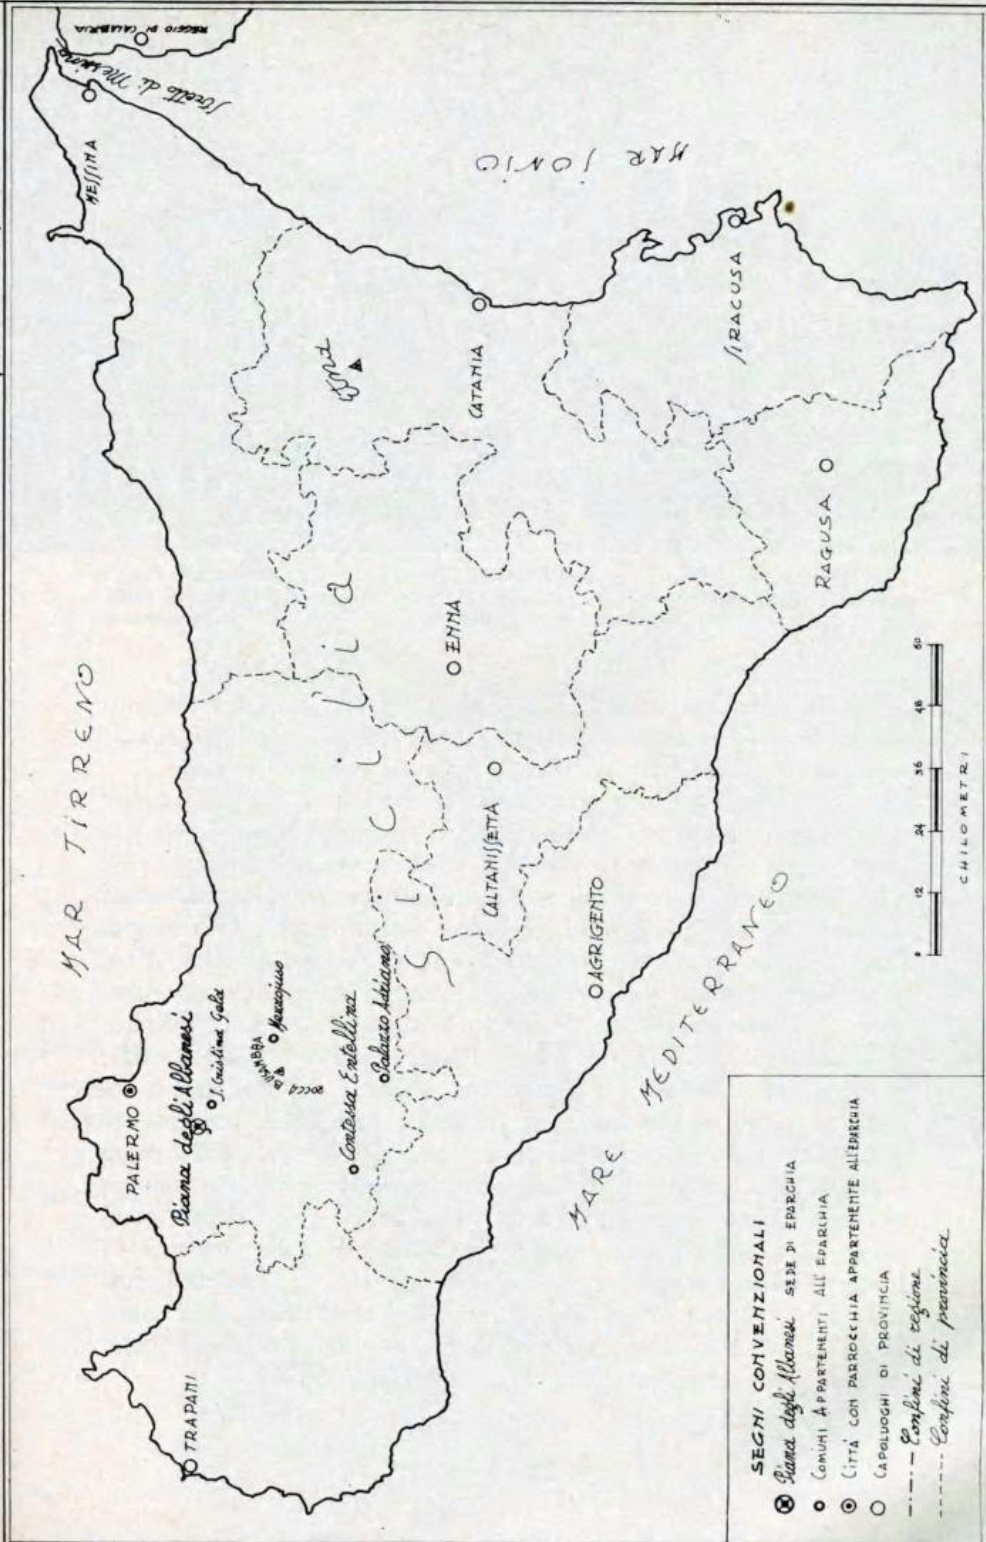 REGGIO DI CALABRIA
Stretto di Messina
MESSINA
MAR JONIO
MAR TIRRENO
Etna
CATANIA
SIRACUSA
RAGUSA
ENNA
Sicilia
CALTANISSETTA
AGRIGENTO
PALERMO
Piana degli Albanesi
S. Cristina Gela
Mezzojuso
ROCCA BUSAMBRA
Contessa Entellina
Palazzo Adriano
TRAPANI
MARE MEDITERRANEO
0 12 24 36 48 60
CHILOMETRI
SEGNI CONVENZIONALI
Piana degli Albanesi SEDE DI EPARCHIA
COMUNI APPARTENENTI ALL'EPARCHIA
CITTÀ CON PARROCCHIA APPARTENENTE ALL'EPARCHIA
CAPOLUOGHI DI PROVINCIA
Confini di regione
Confini di provincia